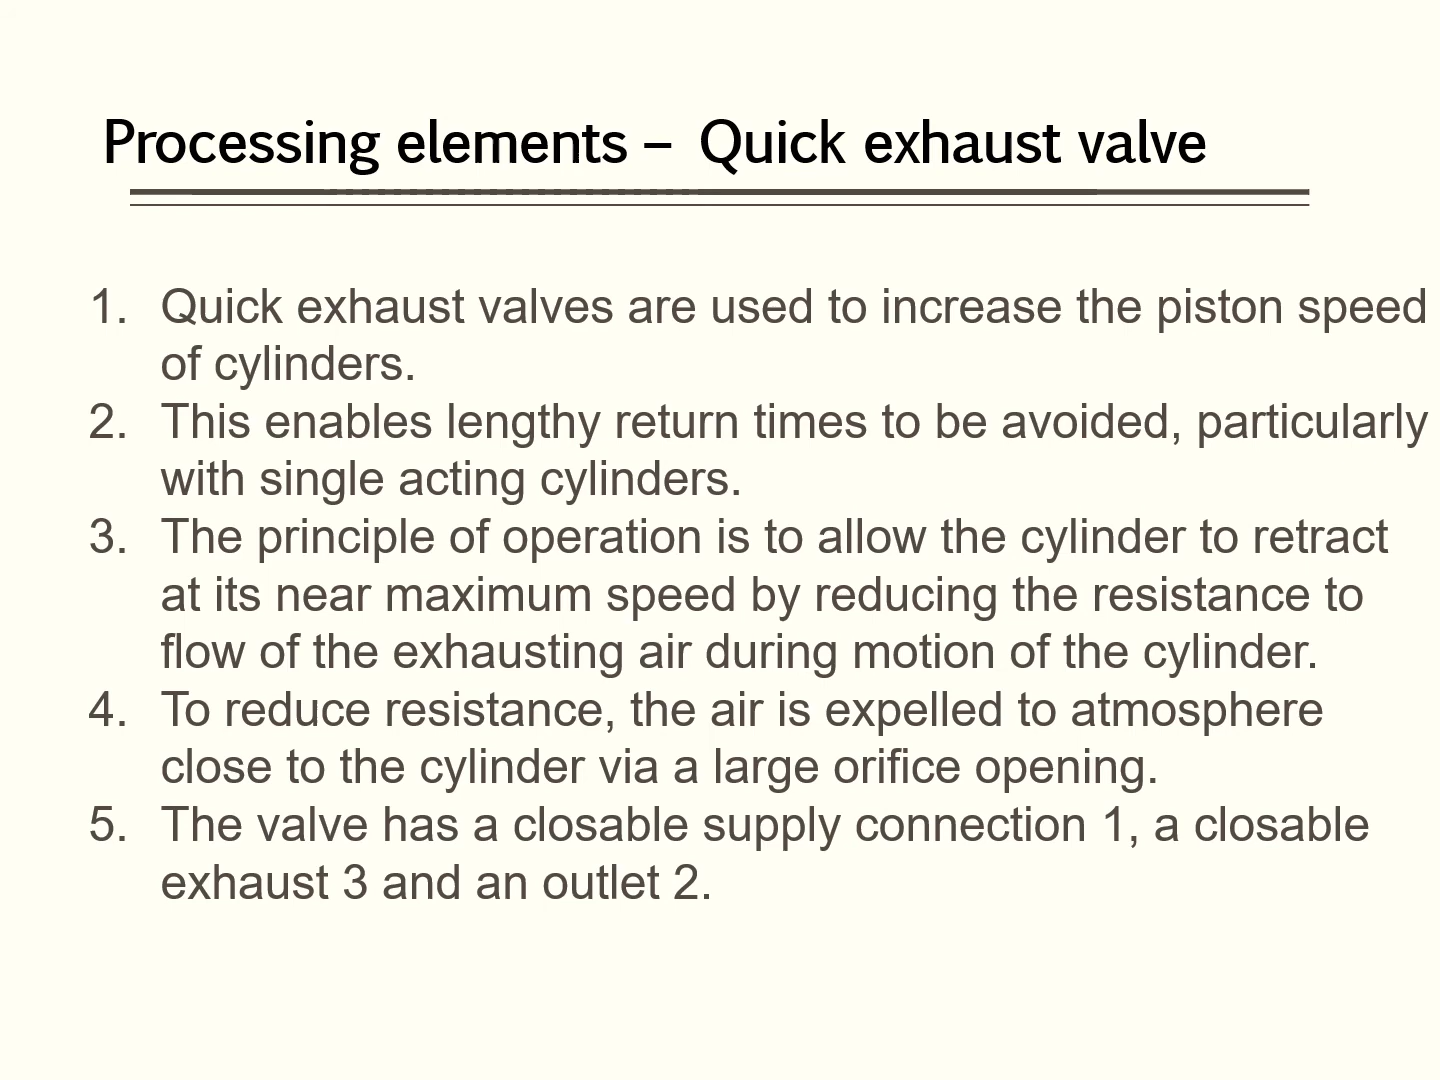 Processing elements – Quick exhaust valve
1. Quick exhaust valves are used to increase the piston speed
of cylinders.
2. This enables lengthy return times to be avoided, particularly
with single acting cylinders.
3. The principle of operation is to allow the cylinder to retract
at its near maximum speed by reducing the resistance to
flow of the exhausting air during motion of the cylinder.
4. To reduce resistance, the air is expelled to atmosphere
close to the cylinder via a large orifice opening.
5. The valve has a closable supply connection 1, a closable
exhaust 3 and an outlet 2.